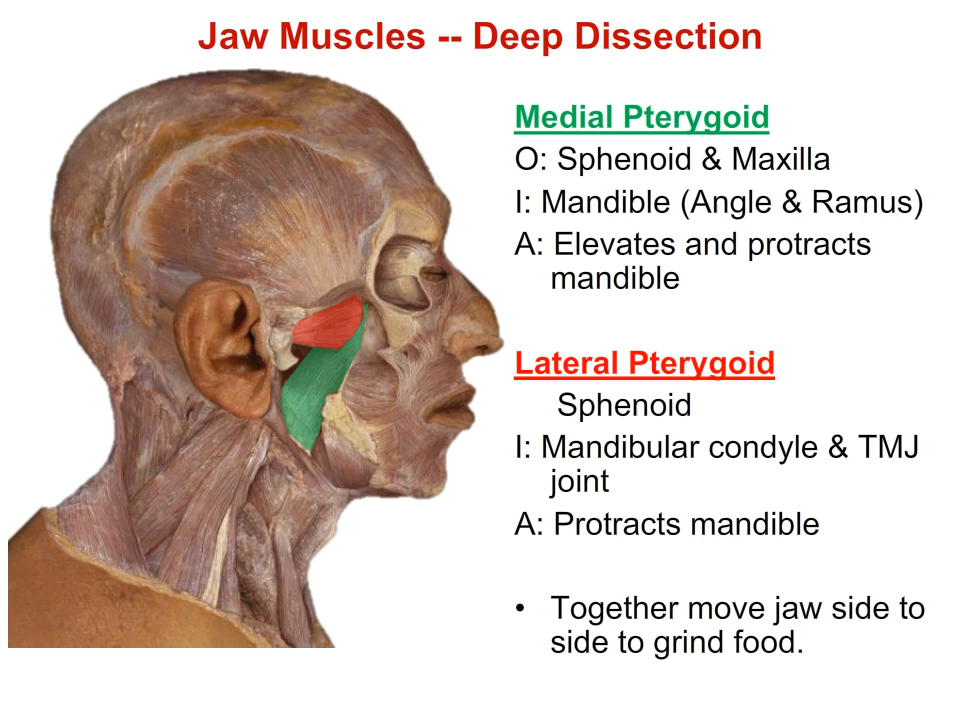 Jaw Muscles -- Deep Dissection
Medial Pterygoid
O: Sphenoid & Maxilla
I: Mandible (Angle & Ramus)
A: Elevates and protracts
mandible
Lateral Pterygoid
Sphenoid
I: Mandibular condyle & TMJ
joint
A: Protracts mandible
• Together move jaw side to
side to grind food.